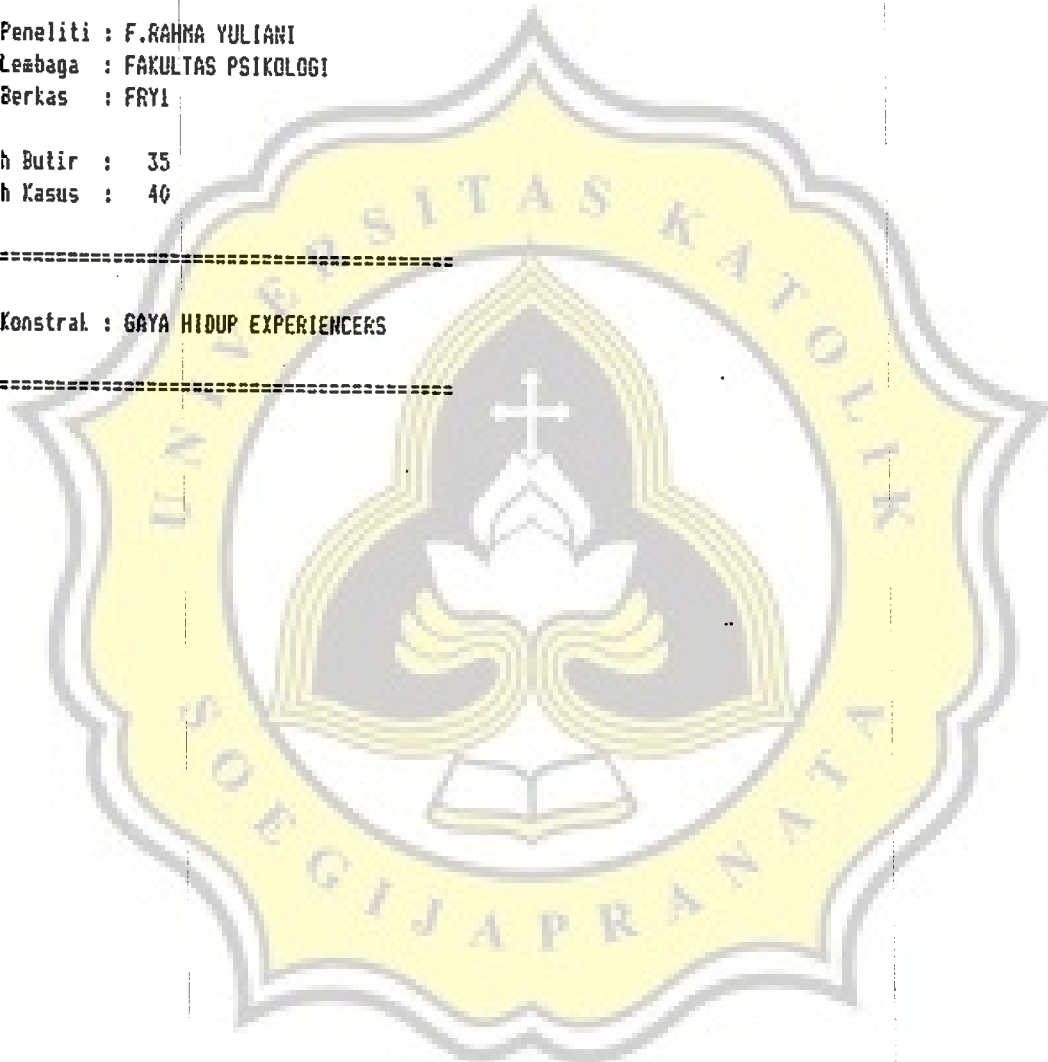 Peneliti : F.RAHMA YULIANI
Lembaga : FAKULTAS PSIKOLOGI
Berkas : FRY1
h Butir : 35
h Kasus : 40
===================================
Konstrak : GAYA HIDUP EXPERIENCERS
===================================
UNIVERSITAS KATOLIK
SOEGIJAPRANATA